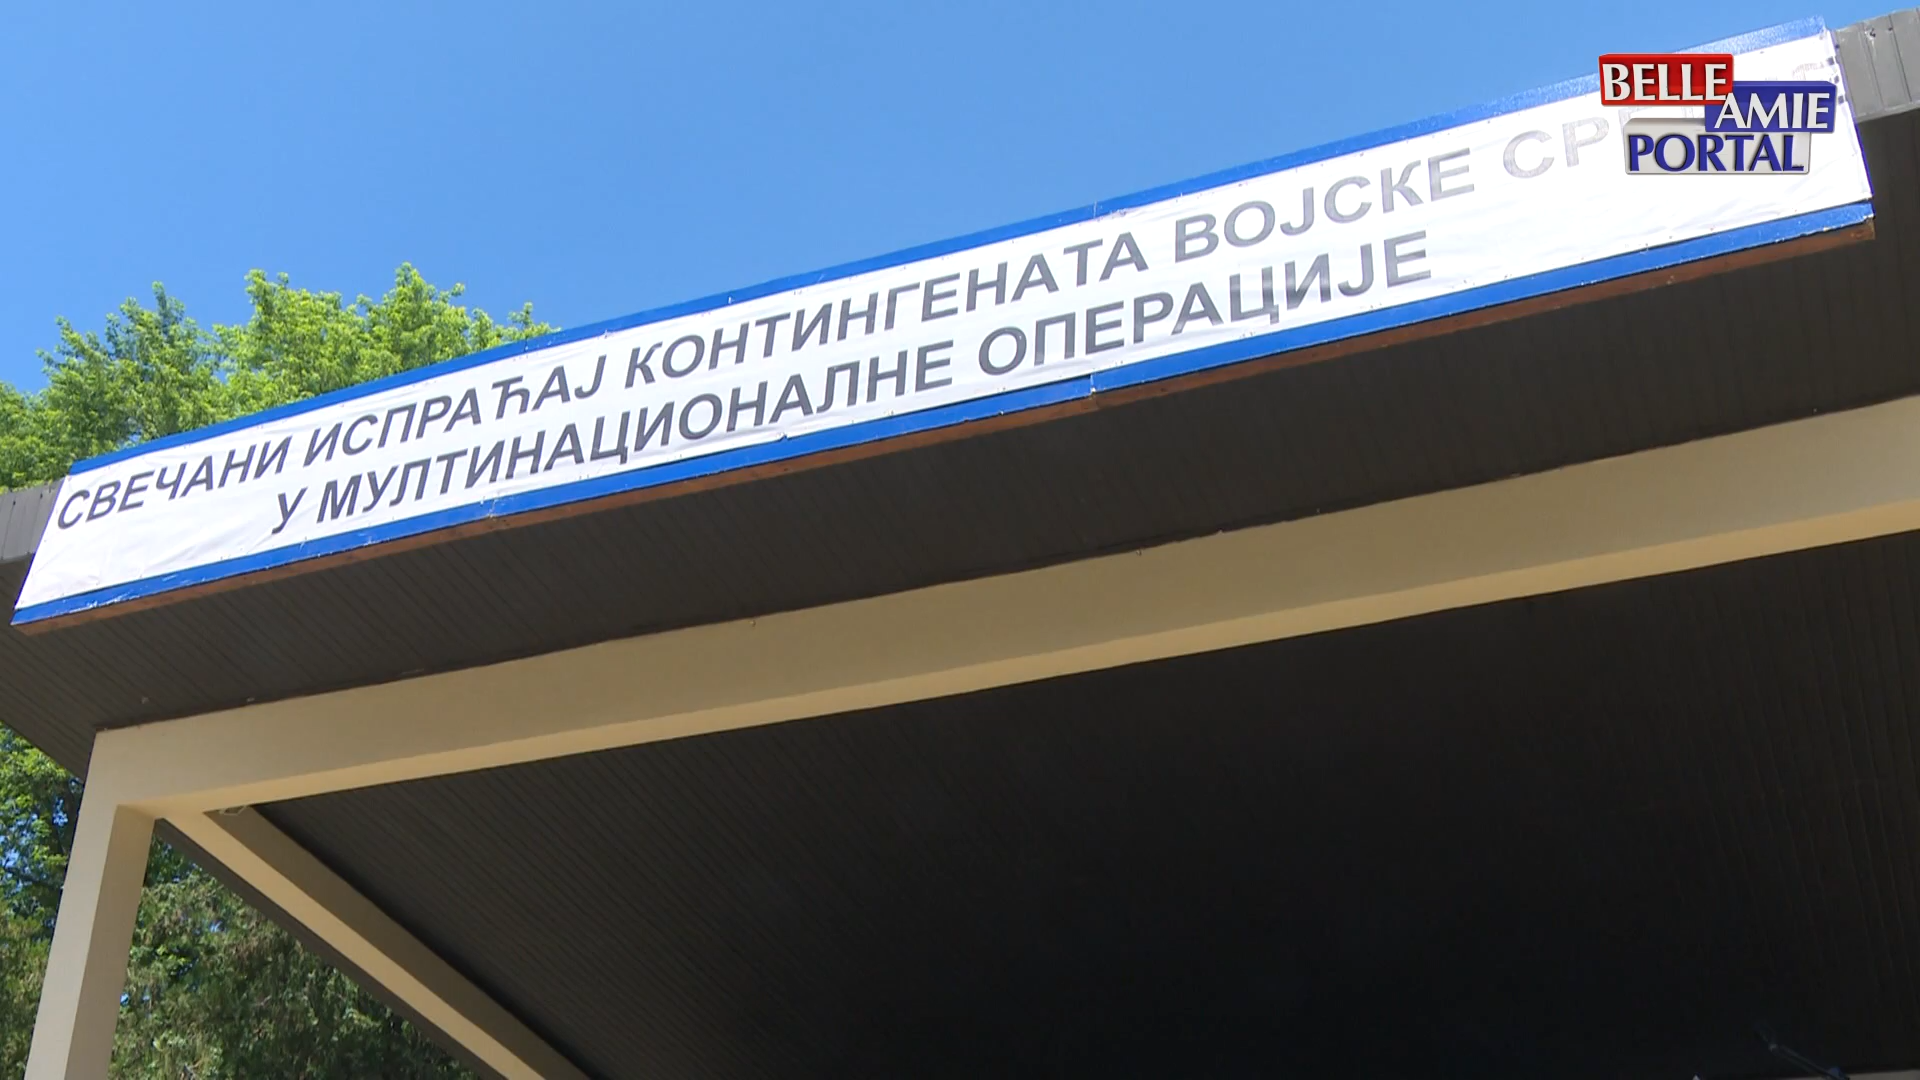 BELLE
AMIE
PORTAL
СВЕЧАНИ ИСПРАЋАЈ КОНТИНГЕНАТА ВОЈСКЕ
У МУЛТИНАЦИОНАЛНЕ ОПЕРАЦИЈЕ